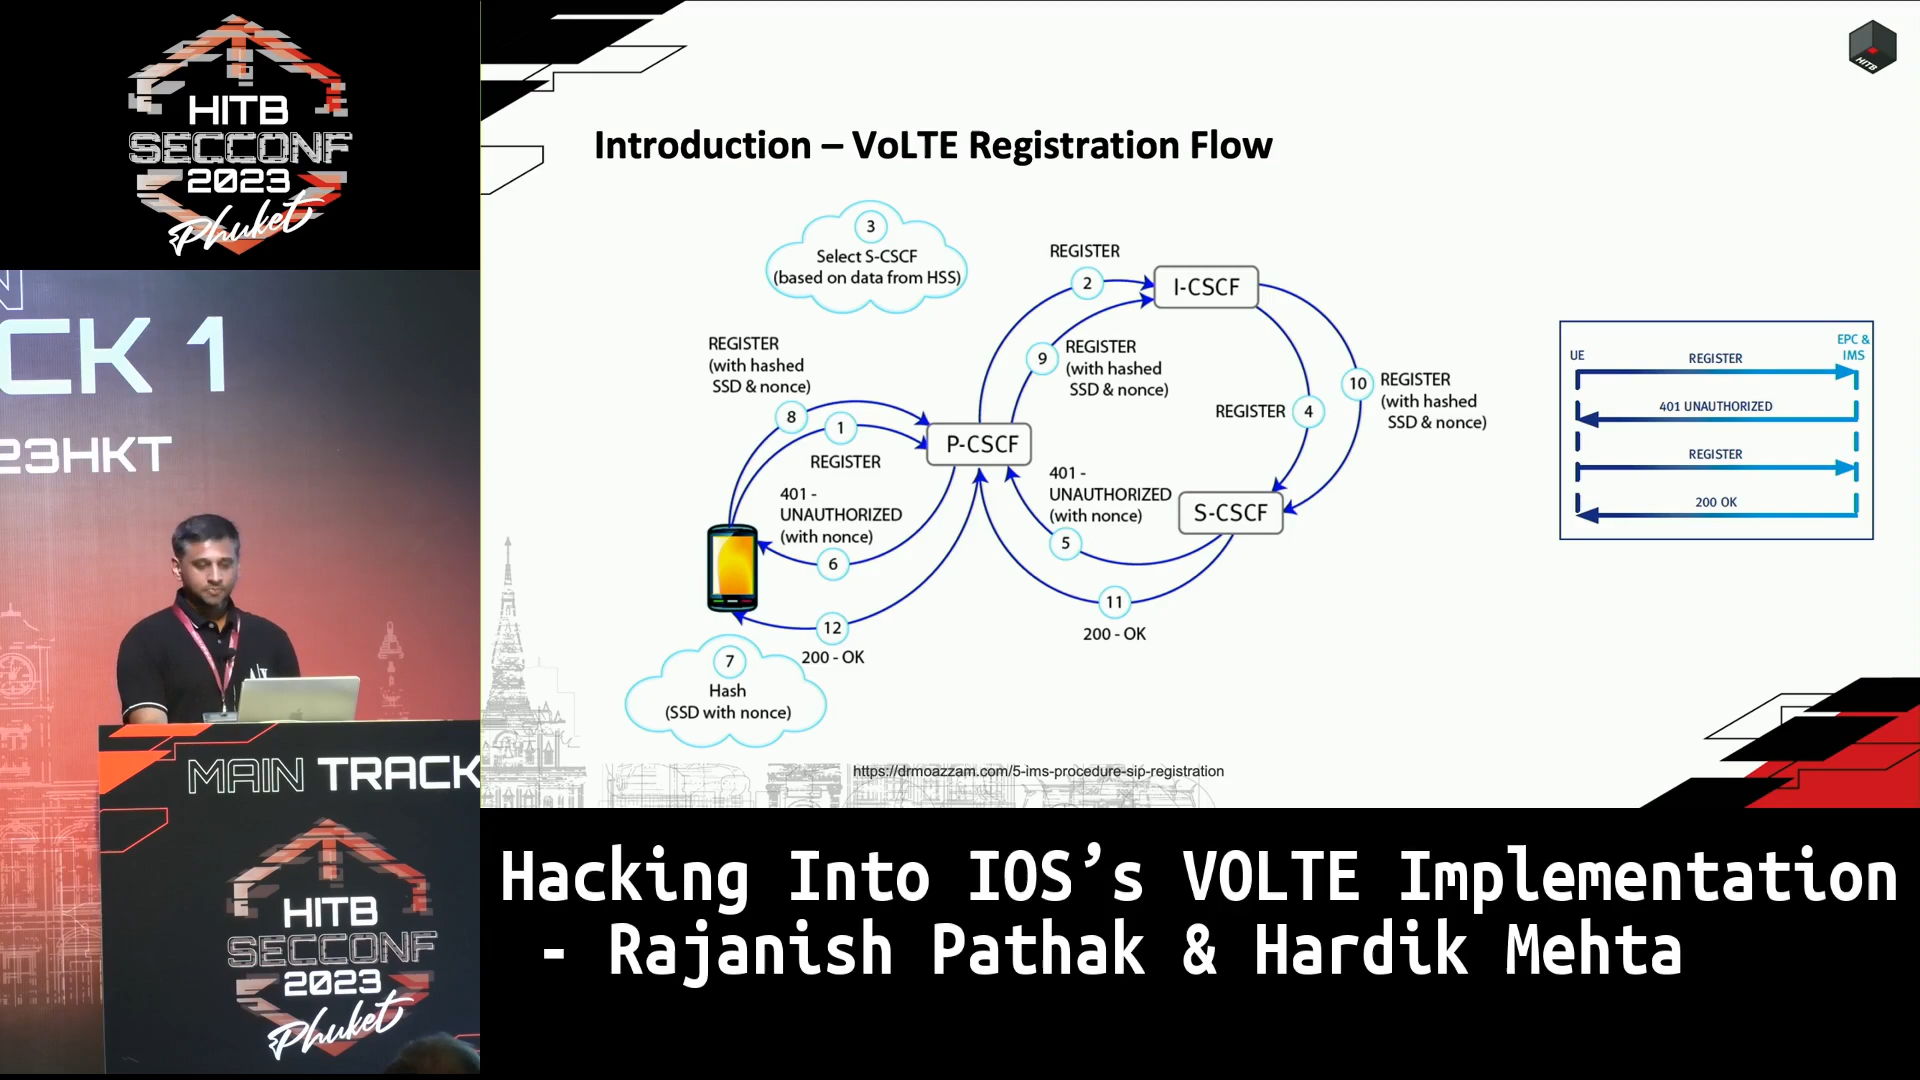 HITB
SECCONF
2023
Phuket
CK 1
23HKT
MAIN TRACK
HITB
SECCONF
2023
Phuket
HITB
Introduction – VoLTE Registration Flow
3
Select S-CSCF
(based on data from HSS)
REGISTER
2
I-CSCF
REGISTER
(with hashed
SSD & nonce)
8
1
REGISTER
9
REGISTER
(with hashed
SSD & nonce)
REGISTER
4
10
REGISTER
(with hashed
SSD & nonce)
P-CSCF
401 -
UNAUTHORIZED
(with nonce)
6
401 -
UNAUTHORIZED
(with nonce)
5
S-CSCF
11
200 - OK
12
200 - OK
7
Hash
(SSD with nonce)
UE
EPC &
IMS
REGISTER
401 UNAUTHORIZED
REGISTER
200 OK
https://drmoazzam.com/5-ims-procedure-sip-registration
Hacking Into IOS’s VOLTE Implementation
- Rajanish Pathak & Hardik Mehta